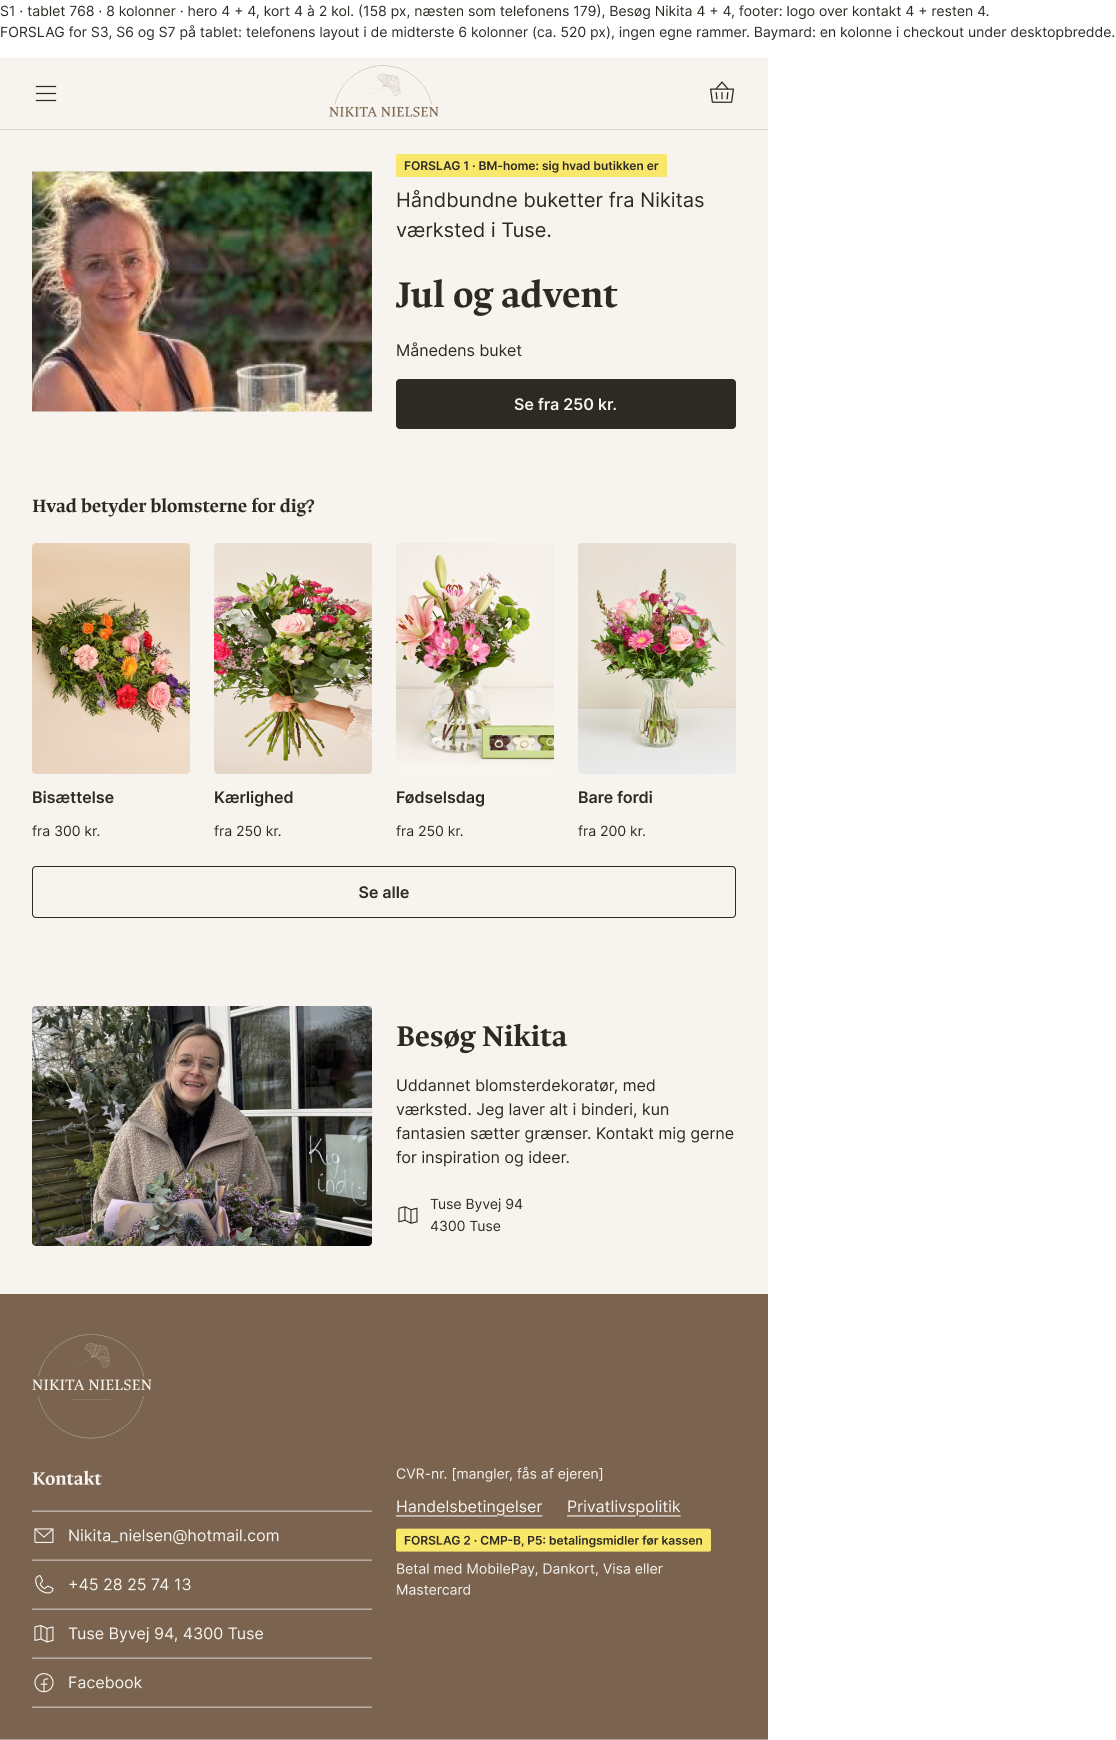 S1 · tablet 768 · 8 kolonner · hero 4 + 4, kort 4 à 2 kol. (158 px, næsten som telefonens 179), Besøg Nikita 4 + 4, footer: logo over kontakt 4 + resten 4.
FORSLAG for S3, S6 og S7 på tablet: telefonens layout i de midterste 6 kolonner (ca. 520 px), ingen egne rammer. Baymard: en kolonne i checkout under desktopbredde.
NIKITA NIELSEN
FORSLAG 1 · BM-home: sig hvad butikken er
Håndbundne buketter fra Nikitas
værksted i Tuse.
Jul og advent
Månedens buket
Se fra 250 kr.
Hvad betyder blomsterne for dig?
Bisættelse
fra 300 kr.
Kærlighed
fra 250 kr.
Fødselsdag
fra 250 kr.
Bare fordi
fra 200 kr.
Se alle
Kig
ind
Besøg Nikita
Uddannet blomsterdekoratør, med
værksted. Jeg laver alt i binderi, kun
fantasien sætter grænser. Kontakt mig gerne
for inspiration og ideer.
Tuse Byvej 94
4300 Tuse
NIKITA NIELSEN
Kontakt
Nikita_nielsen@hotmail.com
+45 28 25 74 13
Tuse Byvej 94, 4300 Tuse
Facebook
CVR-nr. [mangler, fås af ejeren]
Handelsbetingelser Privatlivspolitik
FORSLAG 2 · CMP-B, P5: betalingsmidler før kassen
Betal med MobilePay, Dankort, Visa eller
Mastercard